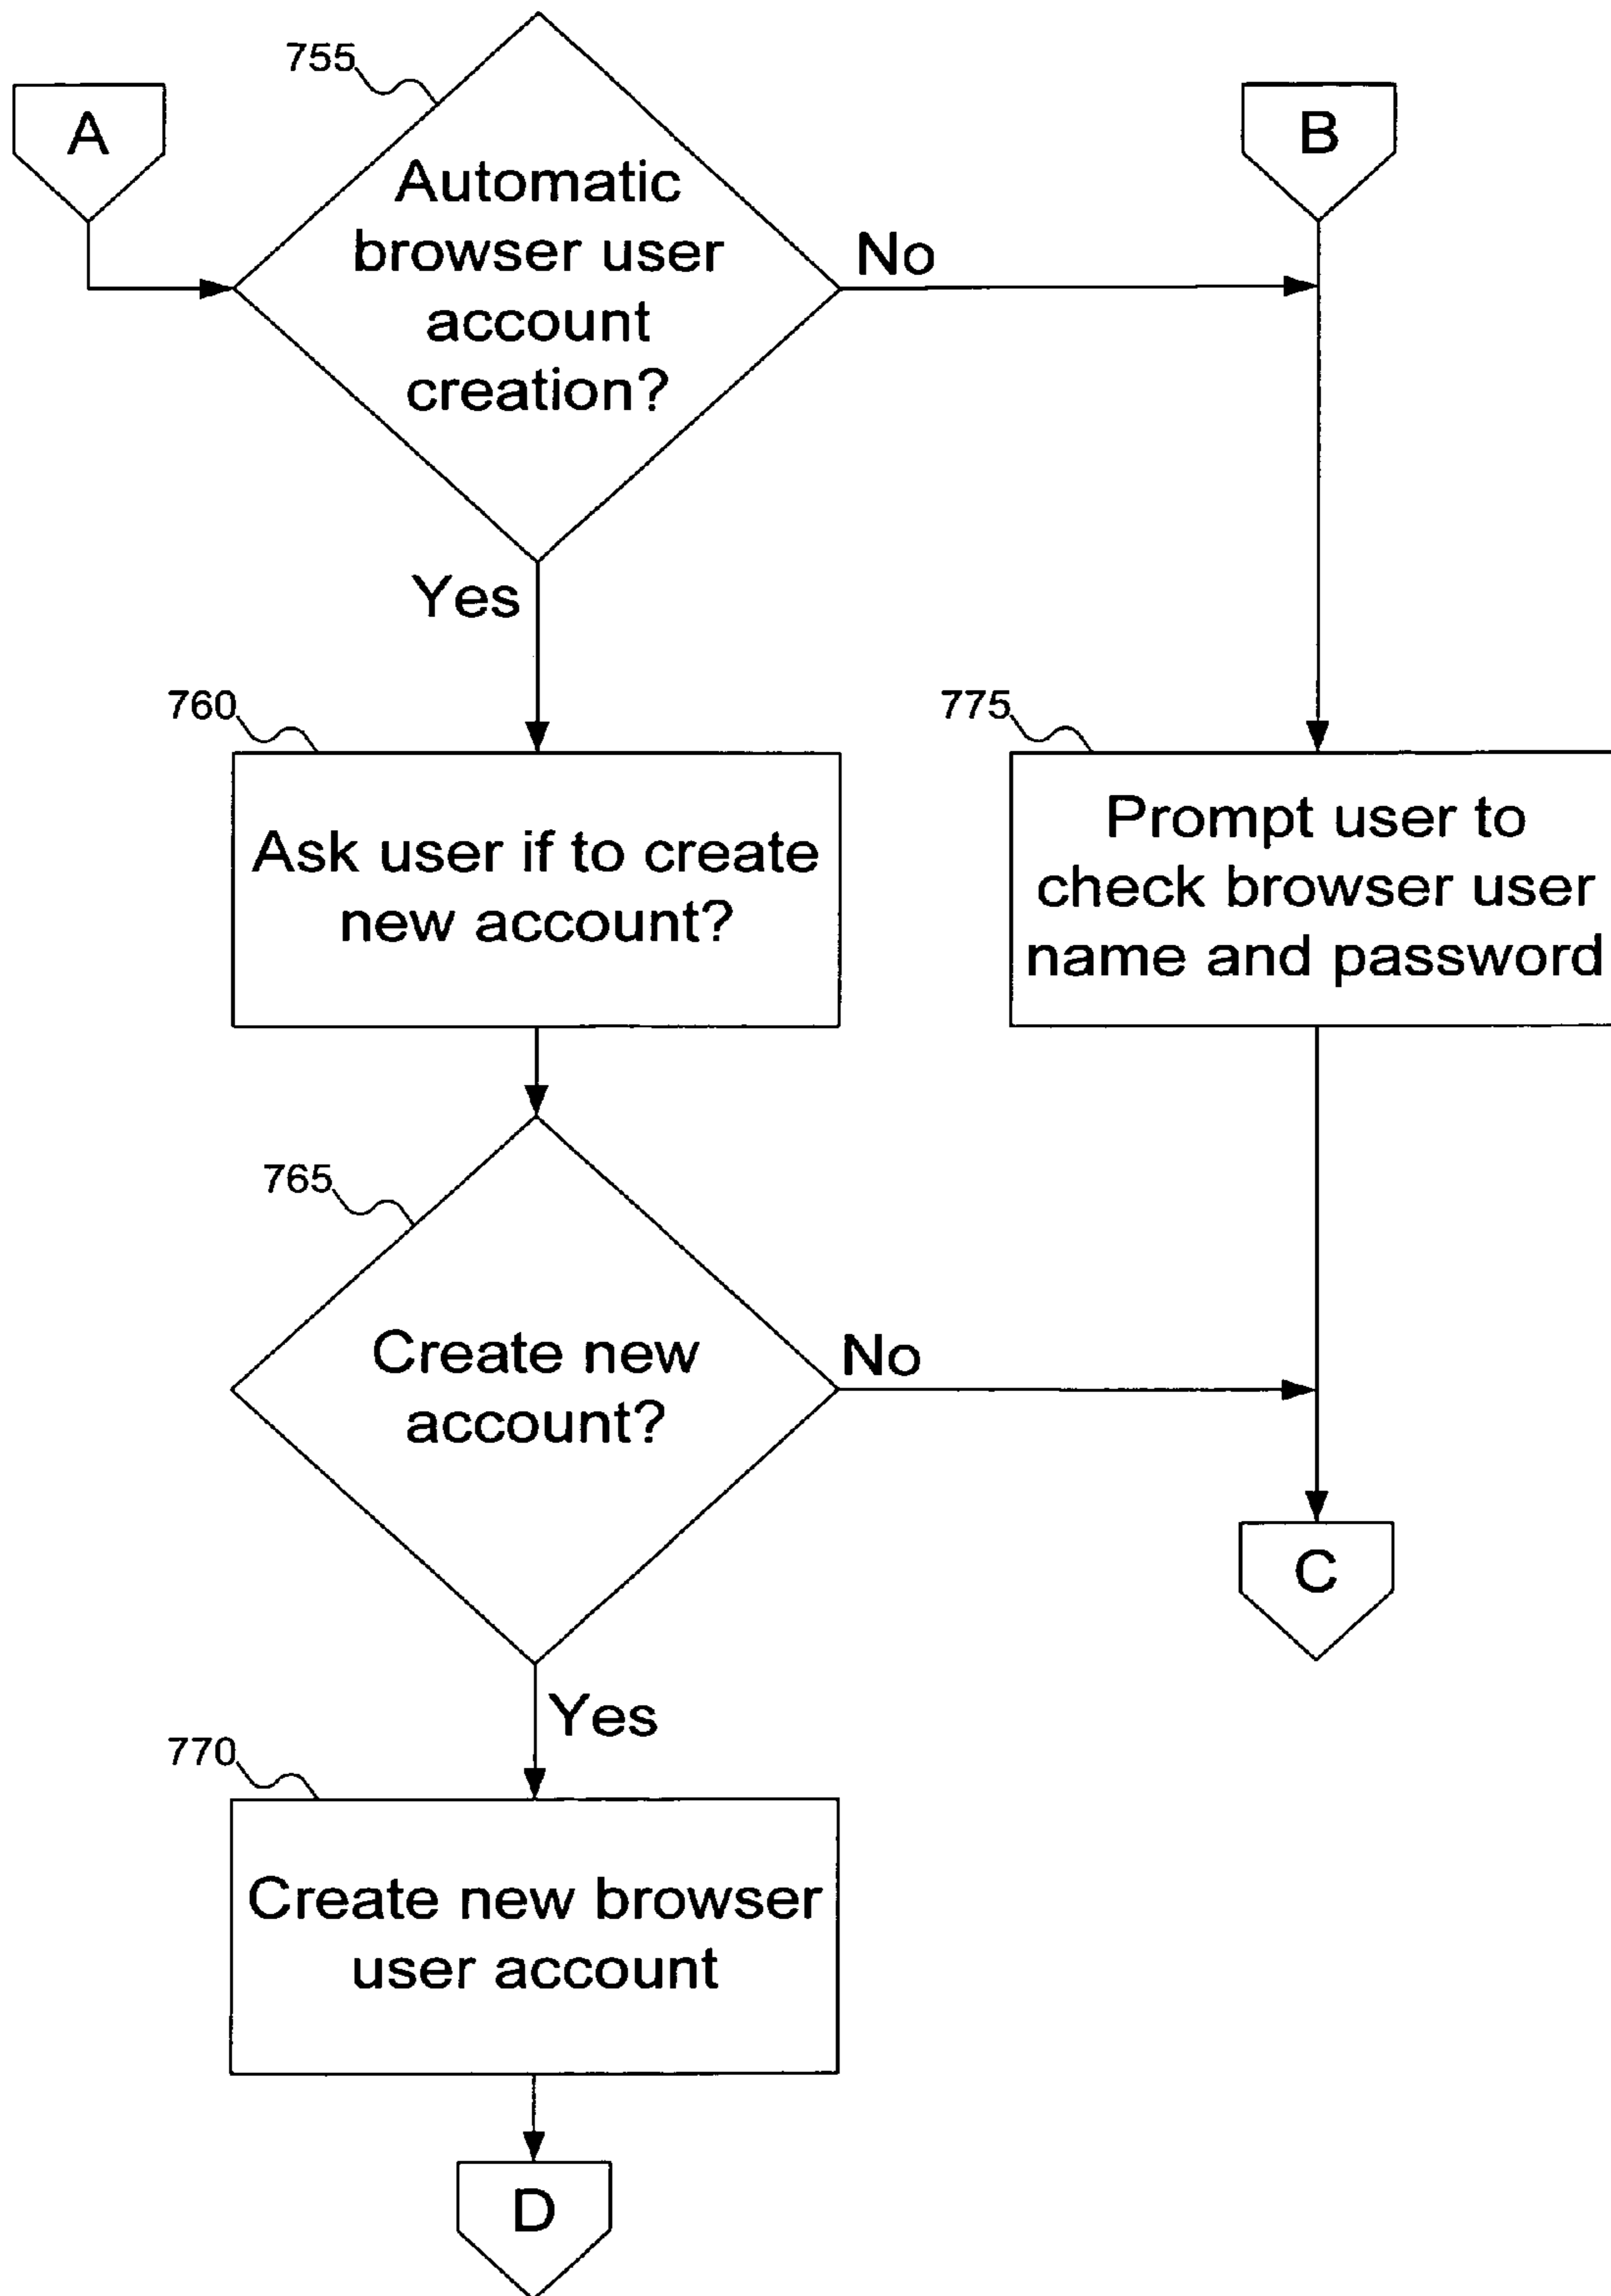 755
A
B
Automatic
browser user
account
creation?
No
Yes
760
775
Ask user if to create
new account?
Prompt user to
check browser user
name and password
765
Create new
account?
No
C
Yes
770
Create new browser
user account
D